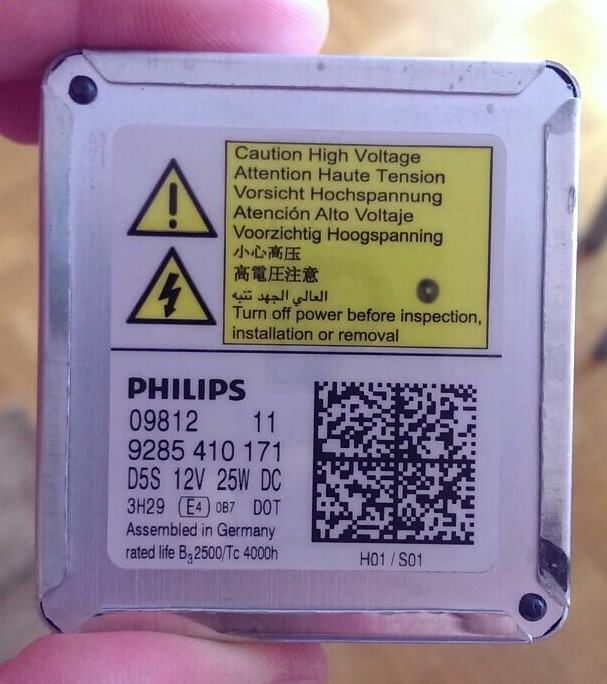 Caution High Voltage
Attention Haute Tension
Vorsicht Hochspannung
Atención Alto Voltaje
Voorzichtig Hoogspanning
小心高压
高電圧注意
العالي الجهد تنبه
Turn off power before inspection,
installation or removal
PHILIPS
09812 11
9285 410 171
D5S 12V 25W DC
3H29 E4 0B7 DOT
Assembled in Germany
rated life B3 2500/Tc 4000h
H01 / S01